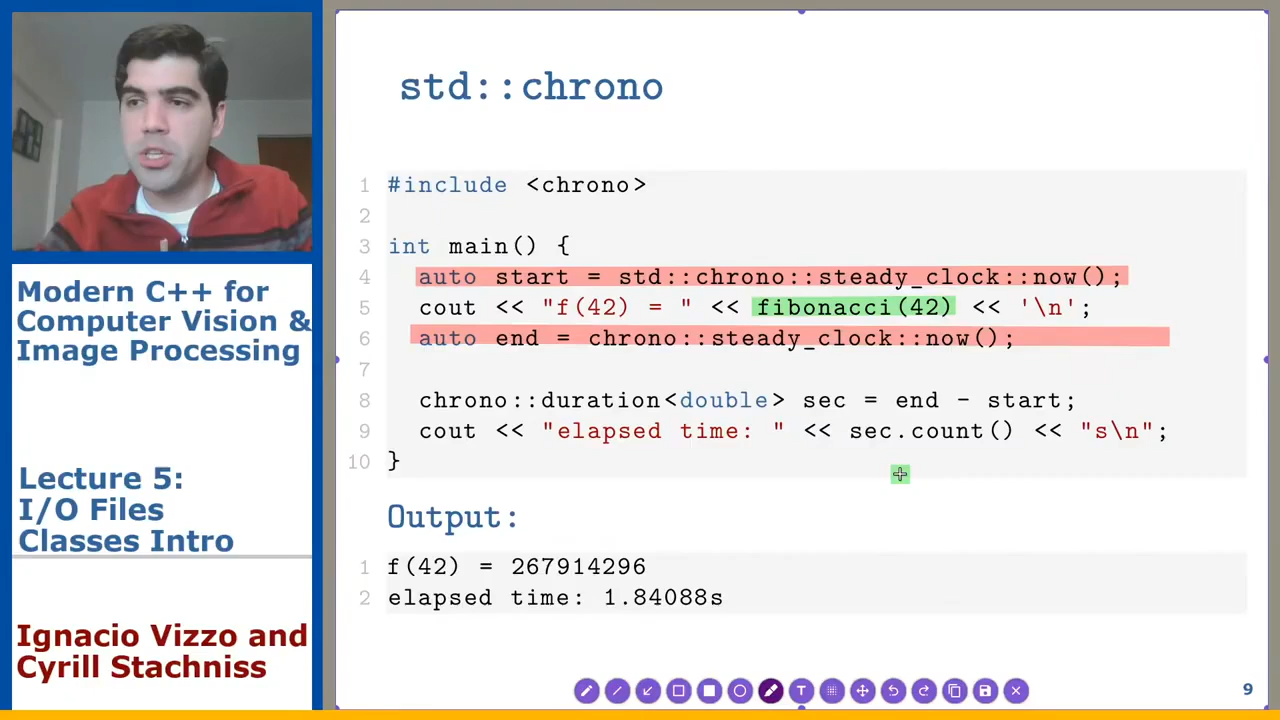 Modern C++ for
Computer Vision &
Image Processing
Lecture 5:
I/O Files
Classes Intro
Ignacio Vizzo and
Cyrill Stachniss
std::chrono
1 #include <chrono>
2
3 int main() {
4 auto start = std::chrono::steady_clock::now();
5 cout << "f(42) = " << fibonacci(42) << '\n';
6 auto end = chrono::steady_clock::now();
7
8 chrono::duration<double> sec = end - start;
9 cout << "elapsed time: " << sec.count() << "s\n";
10 }
Output:
1 f(42) = 267914296
2 elapsed time: 1.84088s
T
9